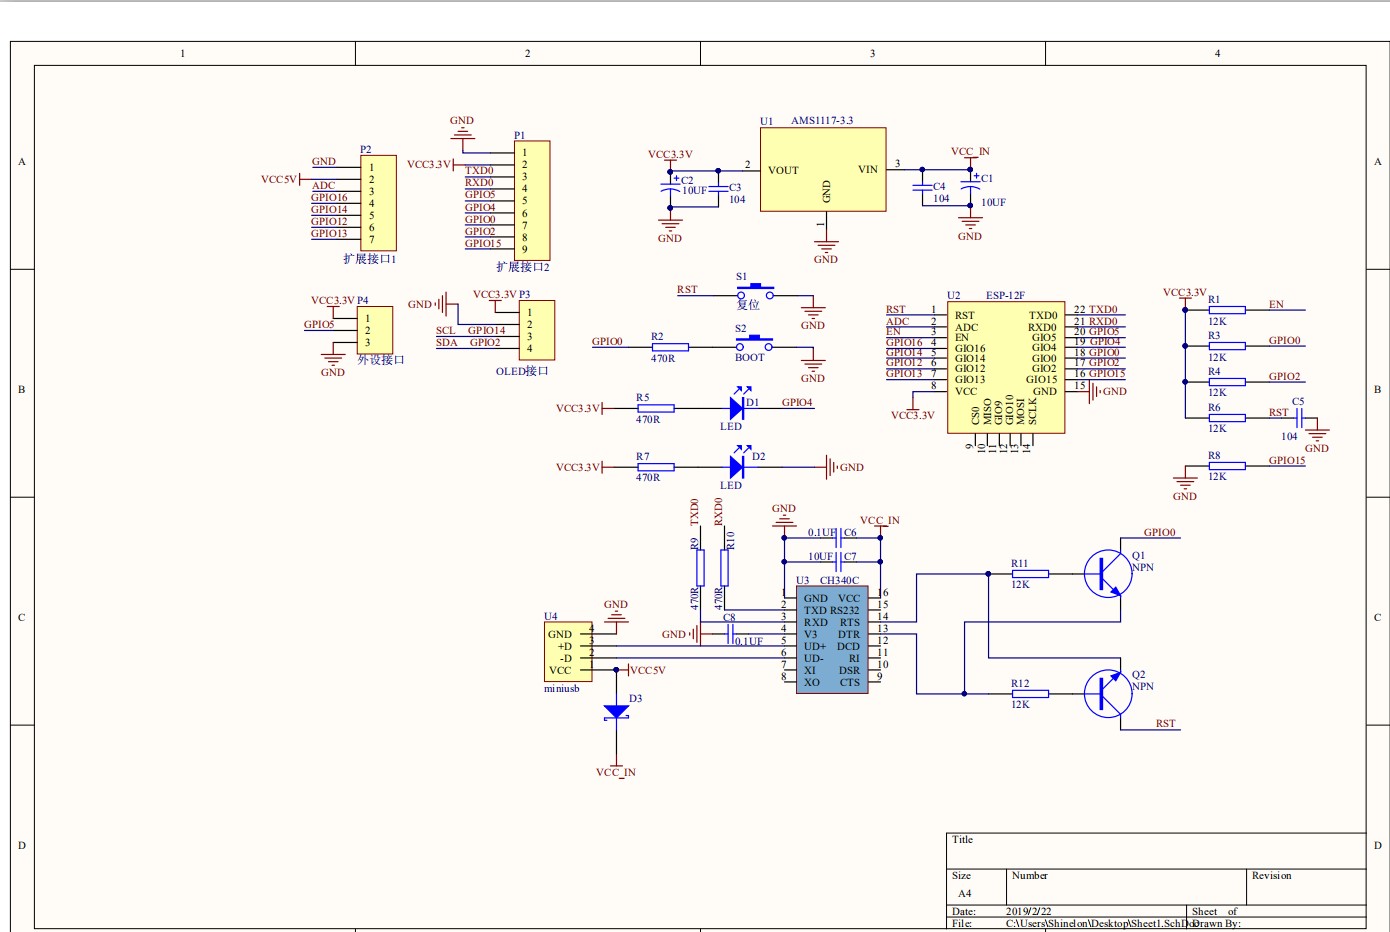 1 2 3 4
A A
B B
C C
D D
GND
P1
VCC3.3V
TXD0
RXD0
GPIO5
GPIO4
GPIO0
GPIO2
GPIO15
1
2
3
4
5
6
7
8
9
扩展接口2
P2
GND
VCC5V
ADC
GPIO16
GPIO14
GPIO12
GPIO13
1
2
3
4
5
6
7
扩展接口1
U1 AMS1117-3.3
VOUT VIN
GND
2 3
1
GND
VCC3.3V
C2
10UF
C3
104
GND
VCC_IN
C4
104
C1
10UF
GND
VCC3.3V P4
GPIO5
1
2
3
GND
外设接口
GND
VCC3.3V P3
SCL GPIO14
SDA GPIO2
1
2
3
4
OLED接口
S1
RST
复位
GND
S2
GPIO0 R2
470R
BOOT
GND
VCC3.3V R5
470R
D1
LED
GPIO4
VCC3.3V R7
470R
D2
LED
GND
U2 ESP-12F
RST 1 RST TXD0 22 TXD0
ADC 2 ADC RXD0 21 RXD0
EN 3 EN GIO5 20 GPIO5
GPIO16 4 GIO16 GIO4 19 GPIO4
GPIO14 5 GIO14 GIO0 18 GPIO0
GPIO12 6 GIO12 GIO2 17 GPIO2
GPIO13 7 GIO13 GIO15 16 GPIO15
8 VCC GND 15 GND
VCC3.3V
CS0 MISO GIO9 GIO10 MOSI SCLK
9 10 11 12 13 14
VCC3.3V
R1
12K
EN
R3
12K
GPIO0
R4
12K
GPIO2
R6
12K
RST C5
104
GND
R8
12K
GPIO15
GND
TXD0 RXD0
R9 R10
470R 470R
GND
VCC_IN
0.1UF C6
10UF C7
U3 CH340C
1 GND VCC 16
2 TXD RS232 15
3 RXD RTS 14
4 V3 DTR 13
5 UD+ DCD 12
6 UD- RI 11
7 XI DSR 10
8 XO CTS 9
GND C8
0.1UF
U4
GND 4
+D 3
-D 2
VCC 1
miniusb
GND
VCC5V
D3
VCC_IN
R11
12K
GPIO0
Q1
NPN
R12
12K
Q2
NPN
RST
Title
Size Number Revision
A4
Date: 2019/2/22 Sheet of
File: C:\Users\Shinelon\Desktop\Sheet1.SchDoc Drawn By: